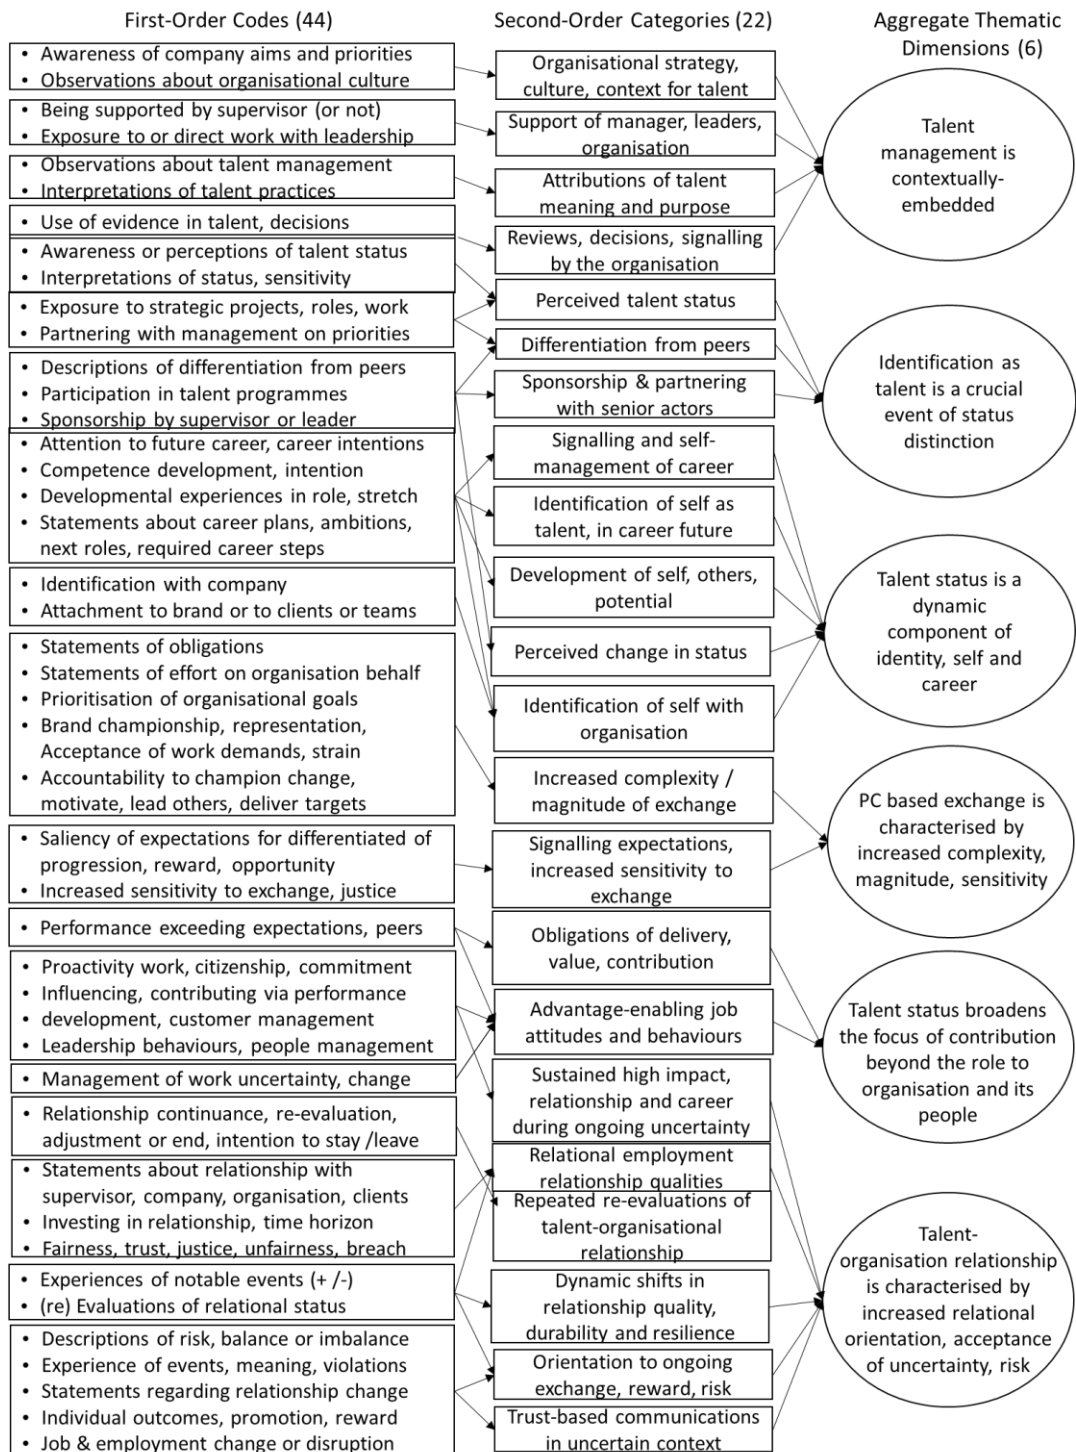 First-Order Codes (44)
• Awareness of company aims and priorities
• Observations about organisational culture
• Being supported by supervisor (or not)
• Exposure to or direct work with leadership
• Observations about talent management
• Interpretations of talent practices
• Use of evidence in talent, decisions
• Awareness or perceptions of talent status
• Interpretations of status, sensitivity
• Exposure to strategic projects, roles, work
• Partnering with management on priorities
• Descriptions of differentiation from peers
• Participation in talent programmes
• Sponsorship by supervisor or leader
• Attention to future career, career intentions
• Competence development, intention
• Developmental experiences in role, stretch
• Statements about career plans, ambitions,
next roles, required career steps
• Identification with company
• Attachment to brand or to clients or teams
• Statements of obligations
• Statements of effort on organisation behalf
• Prioritisation of organisational goals
• Brand championship, representation,
Acceptance of work demands, strain
• Accountability to champion change,
motivate, lead others, deliver targets
• Saliency of expectations for differentiated of
progression, reward, opportunity
• Increased sensitivity to exchange, justice
• Performance exceeding expectations, peers
• Proactivity work, citizenship, commitment
• Influencing, contributing via performance
• development, customer management
• Leadership behaviours, people management
• Management of work uncertainty, change
• Relationship continuance, re-evaluation,
adjustment or end, intention to stay /leave
• Statements about relationship with
supervisor, company, organisation, clients
• Investing in relationship, time horizon
• Fairness, trust, justice, unfairness, breach
• Experiences of notable events (+ /-)
• (re) Evaluations of relational status
• Descriptions of risk, balance or imbalance
• Experience of events, meaning, violations
• Statements regarding relationship change
• Individual outcomes, promotion, reward
• Job & employment change or disruption
Second-Order Categories (22)
Organisational strategy,
culture, context for talent
Support of manager, leaders,
organisation
Attributions of talent
meaning and purpose
Reviews, decisions, signalling
by the organisation
Perceived talent status
Differentiation from peers
Sponsorship & partnering
with senior actors
Signalling and self-
management of career
Identification of self as
talent, in career future
Development of self, others,
potential
Perceived change in status
Identification of self with
organisation
Increased complexity /
magnitude of exchange
Signalling expectations,
increased sensitivity to
exchange
Obligations of delivery,
value, contribution
Advantage-enabling job
attitudes and behaviours
Sustained high impact,
relationship and career
during ongoing uncertainty
Relational employment
relationship qualities
Repeated re-evaluations of
talent-organisational
relationship
Dynamic shifts in
relationship quality,
durability and resilience
Orientation to ongoing
exchange, reward, risk
Trust-based communications
in uncertain context
Aggregate Thematic
Dimensions (6)
Talent
management is
contextually-
embedded
Identification as
talent is a crucial
event of status
distinction
Talent status is a
dynamic
component of
identity, self and
career
PC based exchange is
characterised by
increased complexity,
magnitude, sensitivity
Talent status broadens
the focus of contribution
beyond the role to
organisation and its
people
Talent-
organisation relationship
is characterised by
increased relational
orientation, acceptance
of uncertainty, risk